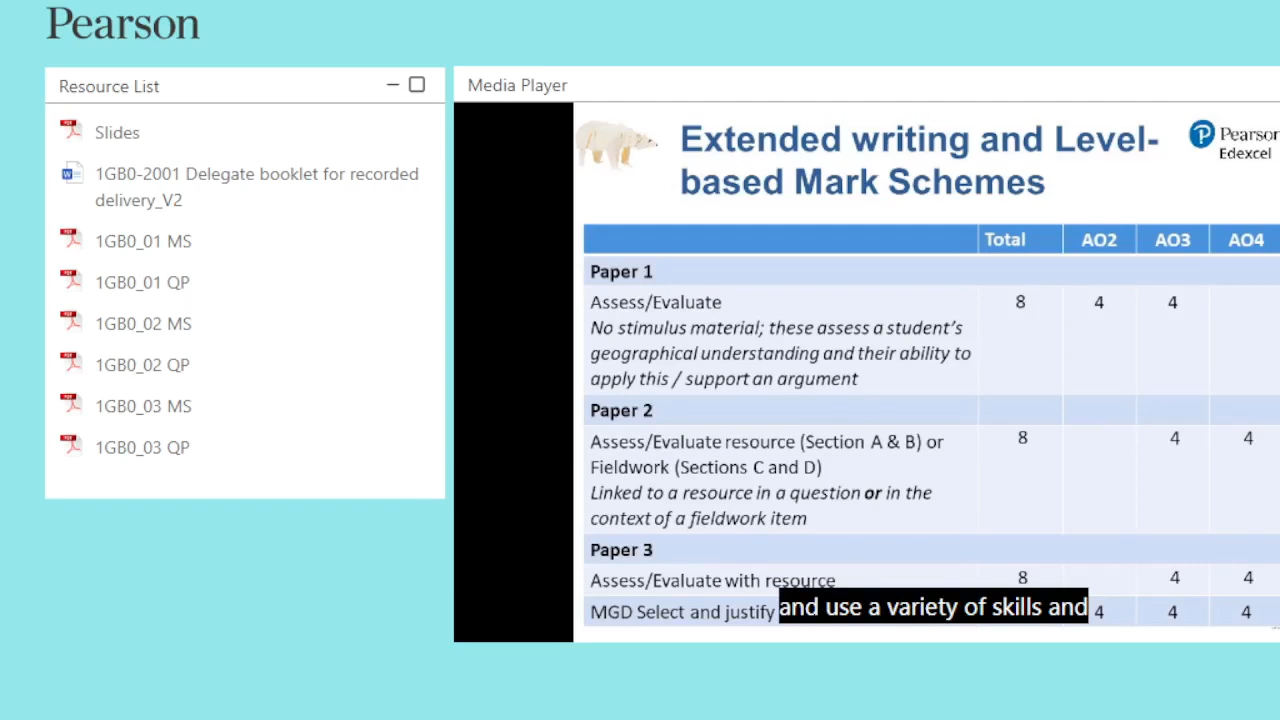 Pearson
Resource List
Slides
1GB0-2001 Delegate booklet for recorded
delivery_V2
1GB0_01 MS
1GB0_01 QP
1GB0_02 MS
1GB0_02 QP
1GB0_03 MS
1GB0_03 QP
Media Player
Extended writing and Level-
based Mark Schemes
Pearson
Edexcel
Total AO2 AO3 AO4
Paper 1
Assess/Evaluate 8 4 4
No stimulus material; these assess a student's
geographical understanding and their ability to
apply this / support an argument
Paper 2
Assess/Evaluate resource (Section A & B) or 8 4 4
Fieldwork (Sections C and D)
Linked to a resource in a question or in the
context of a fieldwork item
Paper 3
Assess/Evaluate with resource 8 4 4
MGD Select and justify 4 4 4
and use a variety of skills and